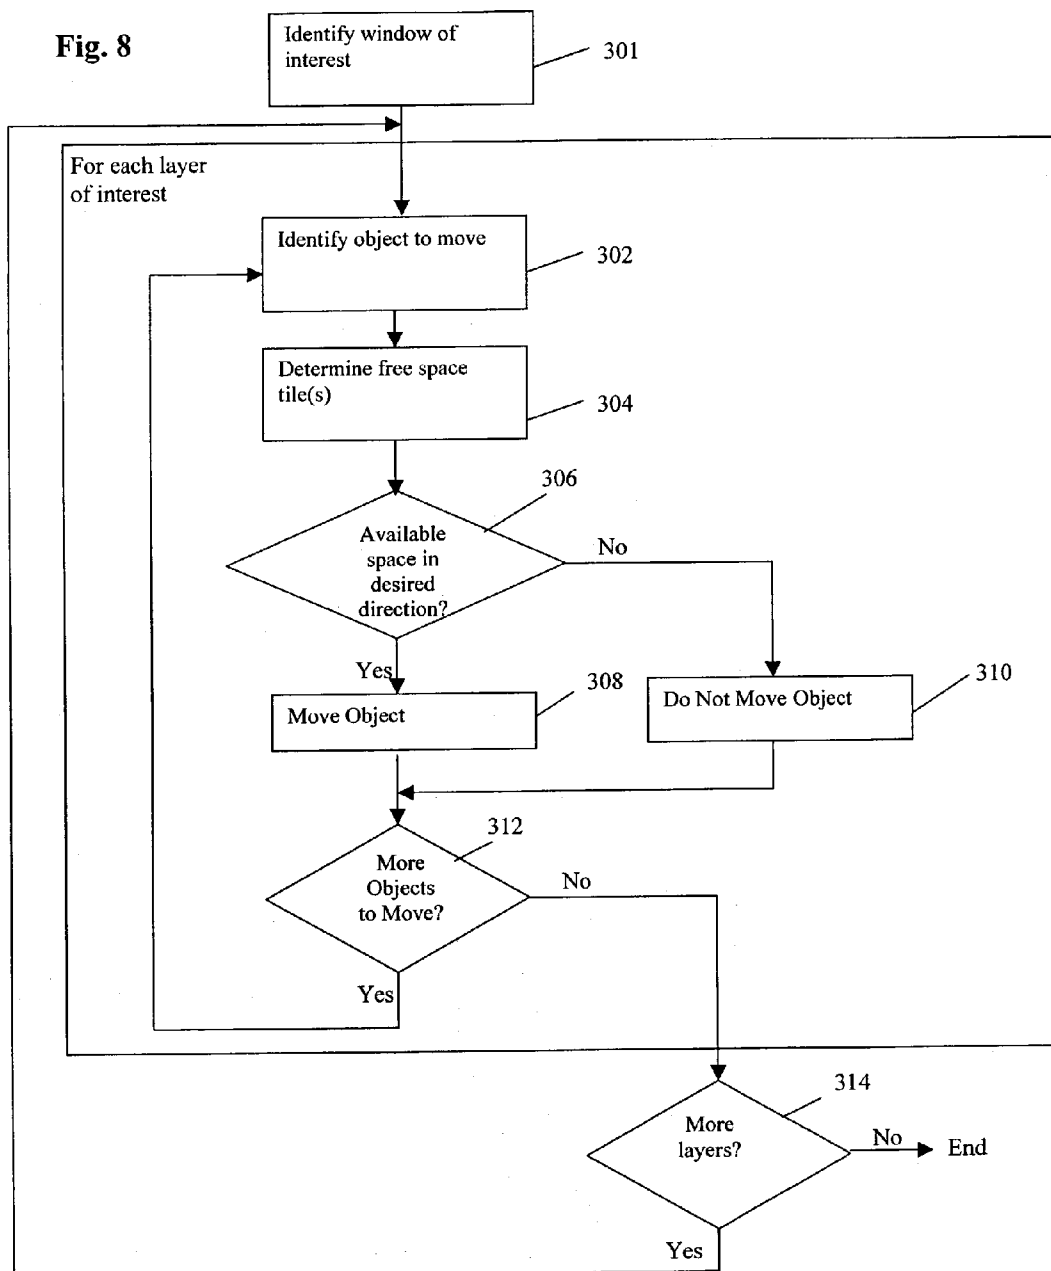 Fig. 8
Identify window of
interest
301
For each layer
of interest
Identify object to move
302
Determine free space
tile(s)
304
306
Available
space in
desired
direction?
No
Yes
Move Object
308
Do Not Move Object
310
312
More
Objects
to Move?
No
Yes
314
More
layers?
No
End
Yes